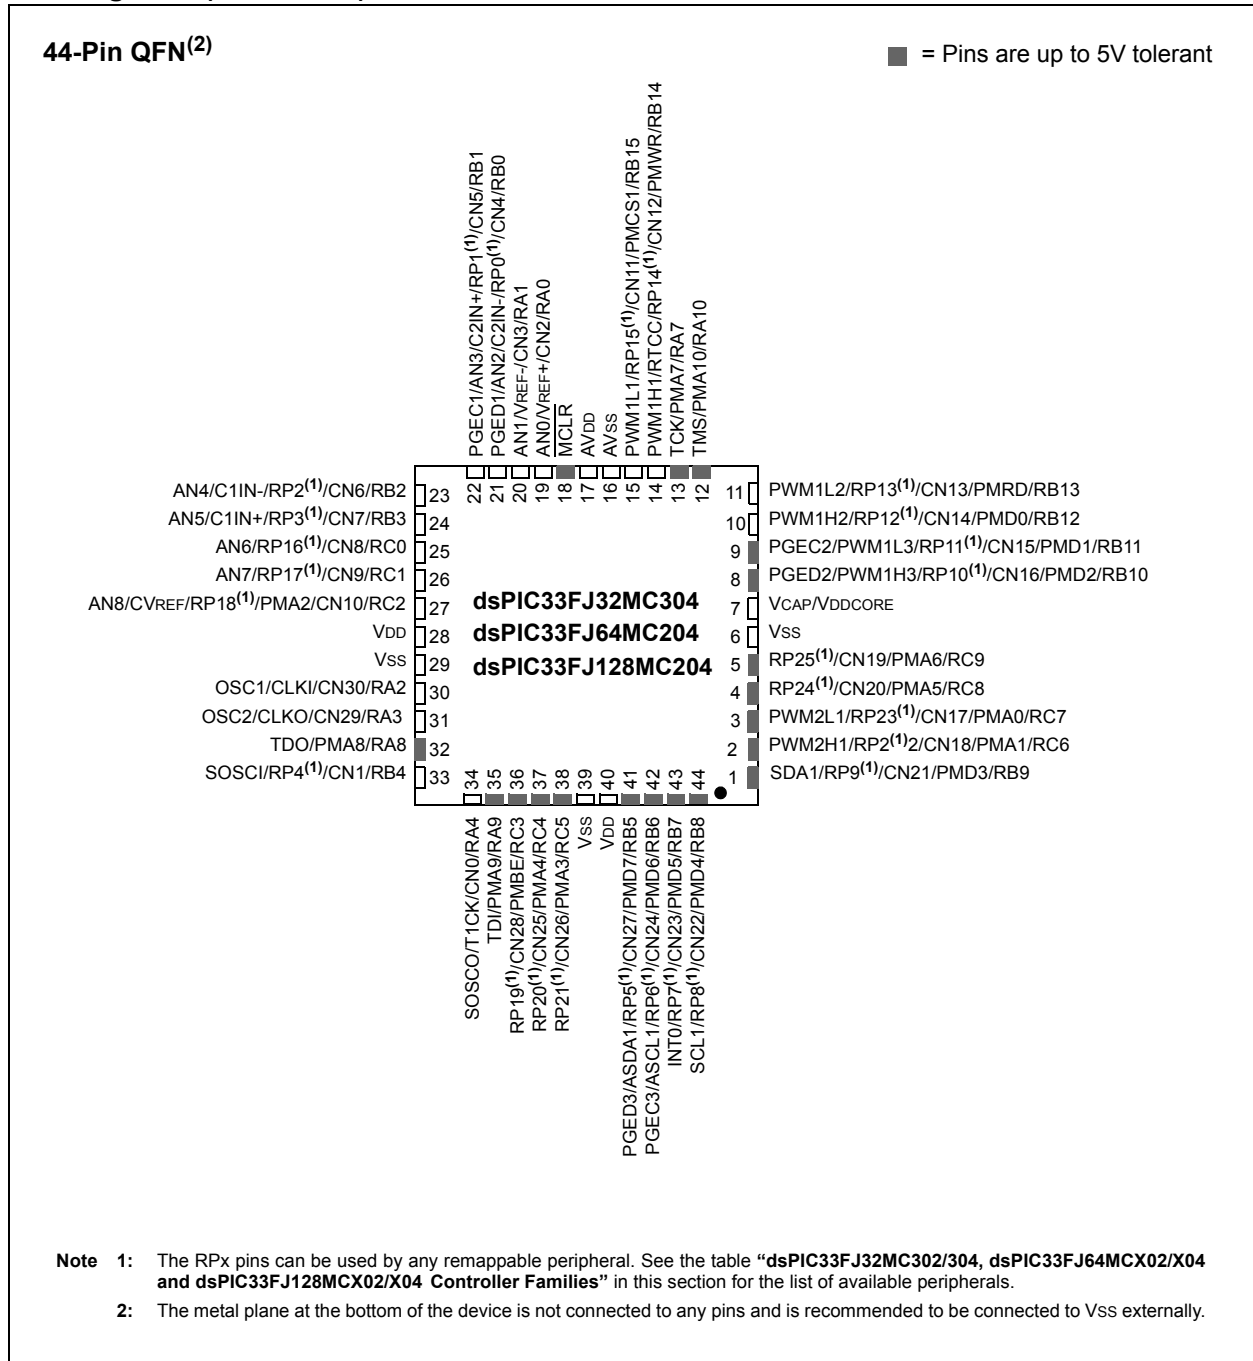 44-Pin QFN(2)
= Pins are up to 5V tolerant
PGEC1/AN3/C2IN+/RP1(1)/CN5/RB1
PGED1/AN2/C2IN-/RP0(1)/CN4/RB0
AN1/VREF-/CN3/RA1
AN0/VREF+/CN2/RA0
MCLR
AVDD
AVSS
PWM1L1/RP15(1)/CN11/PMCS1/RB15
PWM1H1/RTCC/RP14(1)/CN12/PMWR/RB14
TCK/PMA7/RA7
TMS/PMA10/RA10
22 21 20 19 18 17 16 15 14 13 12
AN4/C1IN-/RP2(1)/CN6/RB2 23
AN5/C1IN+/RP3(1)/CN7/RB3 24
AN6/RP16(1)/CN8/RC0 25
AN7/RP17(1)/CN9/RC1 26
AN8/CVREF/RP18(1)/PMA2/CN10/RC2 27
VDD 28
VSS 29
OSC1/CLKI/CN30/RA2 30
OSC2/CLKO/CN29/RA3 31
TDO/PMA8/RA8 32
SOSCI/RP4(1)/CN1/RB4 33
dsPIC33FJ32MC304
dsPIC33FJ64MC204
dsPIC33FJ128MC204
11 PWM1L2/RP13(1)/CN13/PMRD/RB13
10 PWM1H2/RP12(1)/CN14/PMD0/RB12
9 PGEC2/PWM1L3/RP11(1)/CN15/PMD1/RB11
8 PGED2/PWM1H3/RP10(1)/CN16/PMD2/RB10
7 VCAP/VDDCORE
6 VSS
5 RP25(1)/CN19/PMA6/RC9
4 RP24(1)/CN20/PMA5/RC8
3 PWM2L1/RP23(1)/CN17/PMA0/RC7
2 PWM2H1/RP2(1)2/CN18/PMA1/RC6
1 SDA1/RP9(1)/CN21/PMD3/RB9
34 35 36 37 38 39 40 41 42 43 44
SOSCO/T1CK/CN0/RA4
TDI/PMA9/RA9
RP19(1)/CN28/PMBE/RC3
RP20(1)/CN25/PMA4/RC4
RP21(1)/CN26/PMA3/RC5
VSS
VDD
PGED3/ASDA1/RP5(1)/CN27/PMD7/RB5
PGEC3/ASCL1/RP6(1)/CN24/PMD6/RB6
INT0/RP7(1)/CN23/PMD5/RB7
SCL1/RP8(1)/CN22/PMD4/RB8
Note 1: The RPx pins can be used by any remappable peripheral. See the table “dsPIC33FJ32MC302/304, dsPIC33FJ64MCX02/X04
and dsPIC33FJ128MCX02/X04 Controller Families” in this section for the list of available peripherals.
2: The metal plane at the bottom of the device is not connected to any pins and is recommended to be connected to VSS externally.